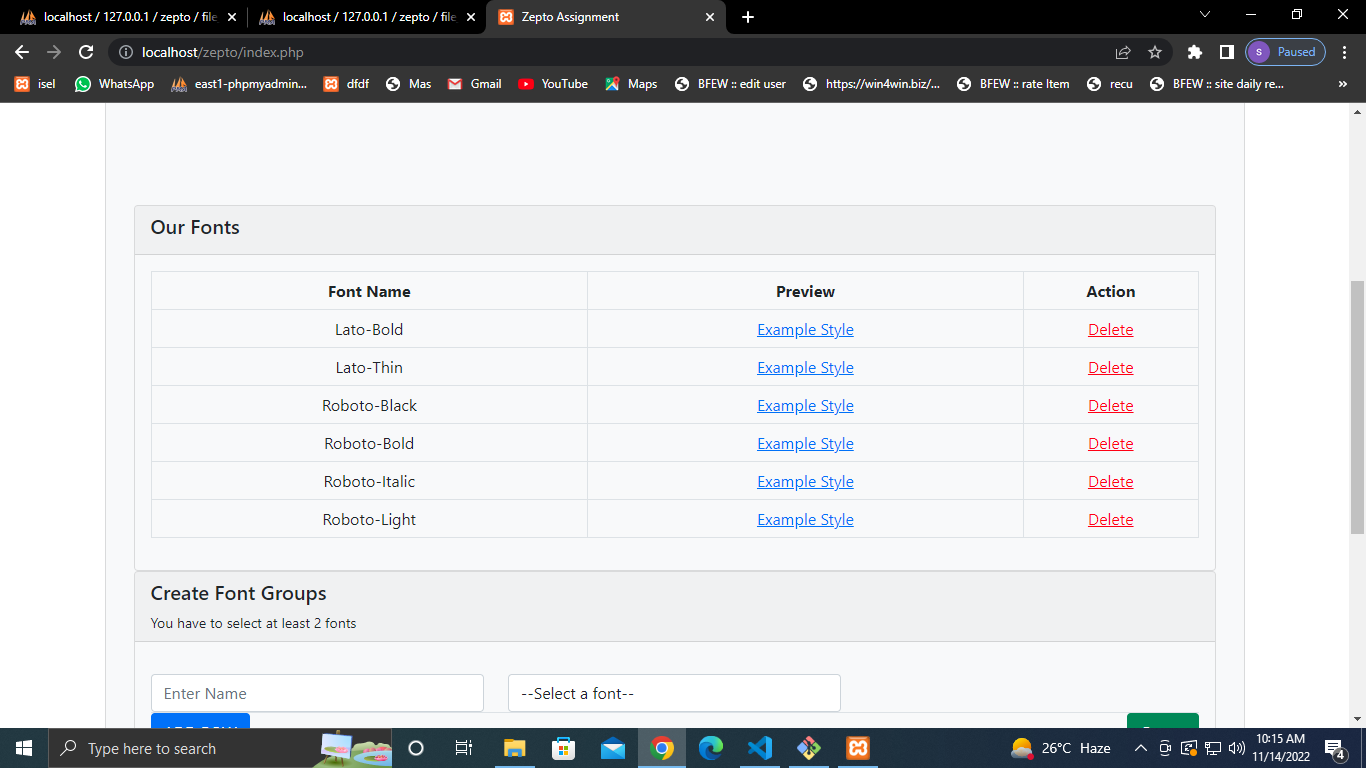 localhost / 127.0.0.1 / zepto / file
localhost / 127.0.0.1 / zepto / file
Zepto Assignment
localhost/zepto/index.php
S
Paused
isel
WhatsApp
east1-phpmyadmin...
dfdf
Mas
Gmail
YouTube
Maps
BFEW :: edit user
https://win4win.biz/...
BFEW :: rate Item
recu
BFEW :: site daily re...
Our Fonts
Font Name Preview Action
Lato-Bold Example Style Delete
Lato-Thin Example Style Delete
Roboto-Black Example Style Delete
Roboto-Bold Example Style Delete
Roboto-Italic Example Style Delete
Roboto-Light Example Style Delete
Create Font Groups
You have to select at least 2 fonts
Enter Name
--Select a font--
Type here to search
26°C Haze
10:15 AM
11/14/2022
4